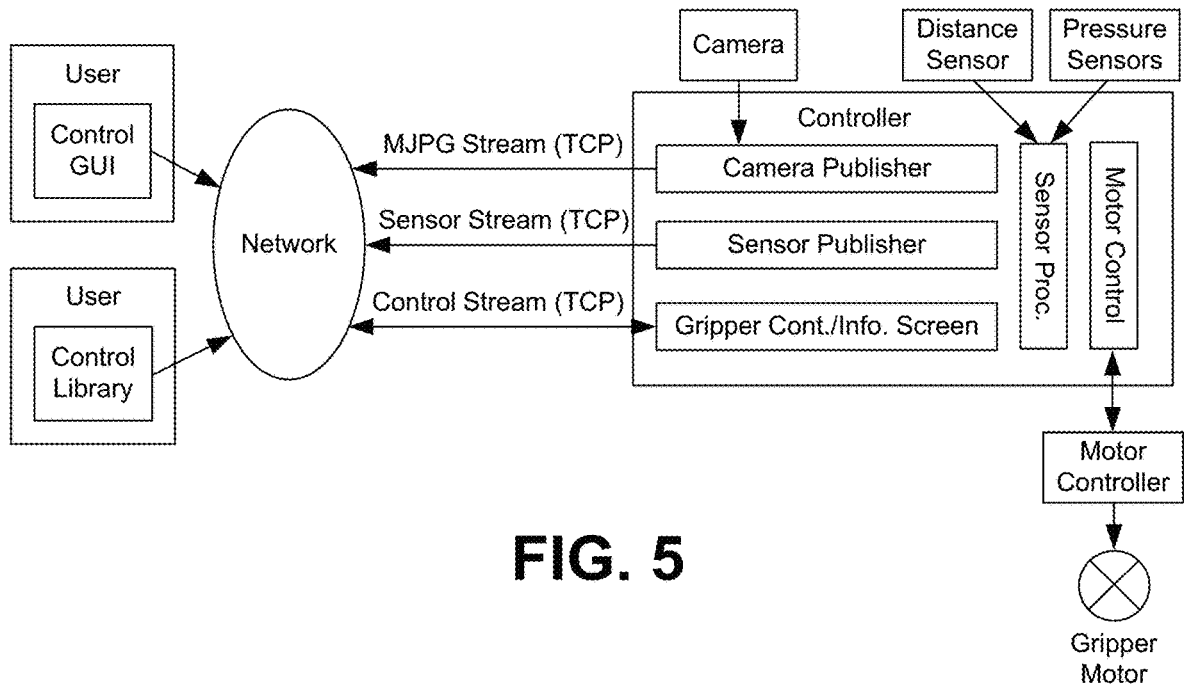 User
Control
GUI
User
Control
Library
Network
MJPG Stream (TCP)
Sensor Stream (TCP)
Control Stream (TCP)
Camera
Distance
Sensor
Pressure
Sensors
Controller
Camera Publisher
Sensor Publisher
Gripper Cont./Info. Screen
Sensor Proc.
Motor Control
Motor
Controller
Gripper
Motor
FIG. 5